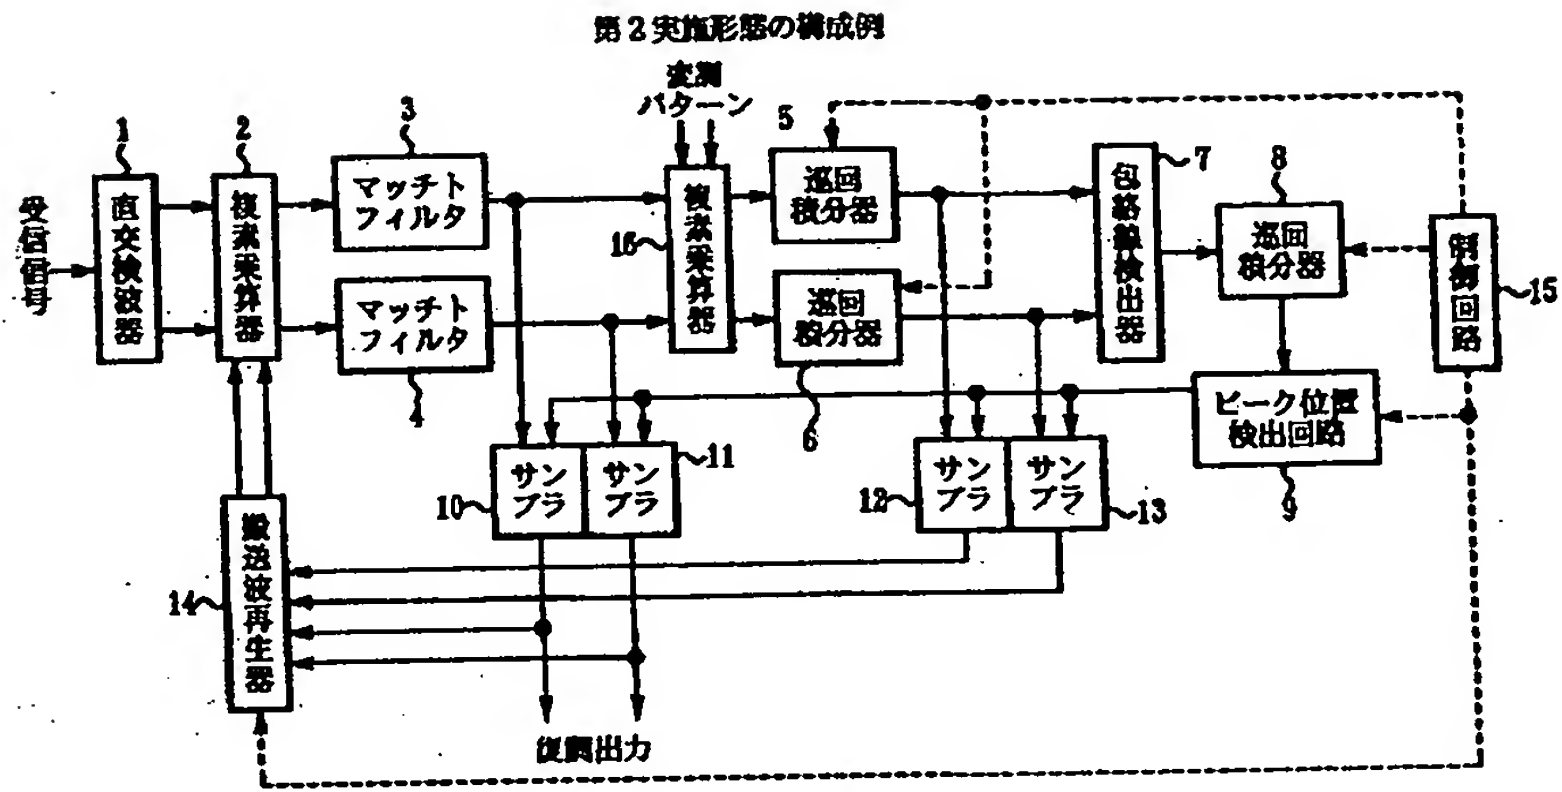 第2実施形態の構成例
変調
パターン
受信信号
1
直交検波器
2
複素乗算器
3
マッチト
フィルタ
マッチト
フィルタ
4
16
複素乗算器
5
巡回
積分器
巡回
積分器
6
包絡線検出器
7
8
巡回
積分器
制御回路
15
ピーク位置
検出回路
9
サン
プラ
サン
プラ
10
11
サン
プラ
サン
プラ
12
13
搬送波再生器
14
復調出力